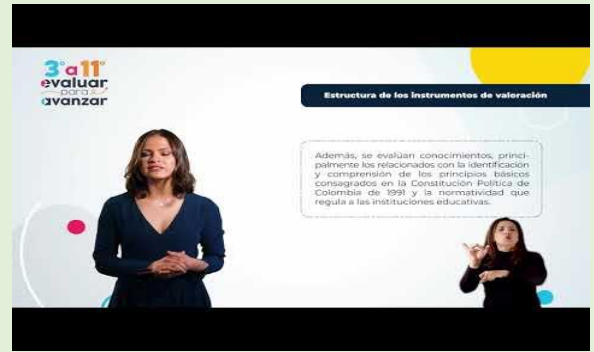 3° a 11°
evaluar
para
avanzar
Estructura de los instrumentos de valoración
Además, se evalúan conocimientos, princi-
palmente los relacionados con la identificación
y comprensión de los principios básicos
consagrados en la Constitución Política de
Colombia de 1991 y la normatividad que
regula a las instituciones educativas.